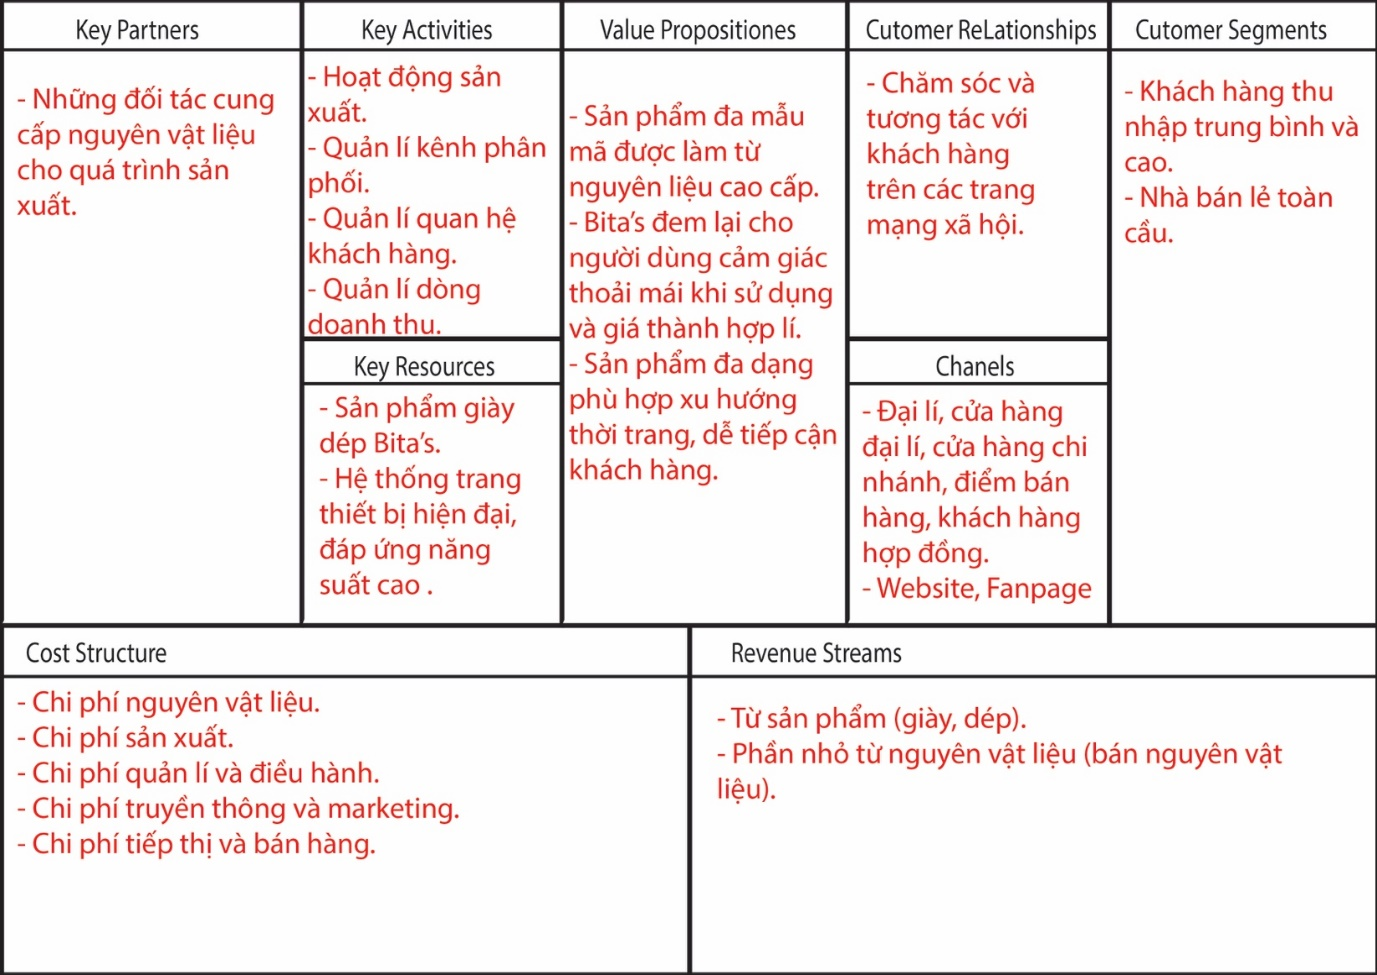 Key Partners
- Những đối tác cung
cấp nguyên vật liệu
cho quá trình sản
xuất.
Key Activities
- Hoạt động sản
xuất.
- Quản lí kênh phân
phối.
- Quản lí quan hệ
khách hàng.
- Quản lí dòng
doanh thu.
Key Resources
- Sản phẩm giày
dép Bita’s.
- Hệ thống trang
thiết bị hiện đại,
đáp ứng năng
suất cao .
Value Propositiones
- Sản phẩm đa mẫu
mã được làm từ
nguyên liệu cao cấp.
- Bita’s đem lại cho
người dùng cảm giác
thoải mái khi sử dụng
và giá thành hợp lí.
- Sản phẩm đa dạng
phù hợp xu hướng
thời trang, dễ tiếp cận
khách hàng.
Cutomer ReLationships
- Chăm sóc và
tương tác với
khách hàng
trên các trang
mạng xã hội.
Chanels
- Đại lí, cửa hàng
đại lí, cửa hàng chi
nhánh, điểm bán
hàng, khách hàng
hợp đồng.
- Website, Fanpage
Cutomer Segments
- Khách hàng thu
nhập trung bình và
cao.
- Nhà bán lẻ toàn
cầu.
Cost Structure
- Chi phí nguyên vật liệu.
- Chi phí sản xuất.
- Chi phí quản lí và điều hành.
- Chi phí truyền thông và marketing.
- Chi phí tiếp thị và bán hàng.
Revenue Streams
- Từ sản phẩm (giày, dép).
- Phần nhỏ từ nguyên vật liệu (bán nguyên vật
liệu).